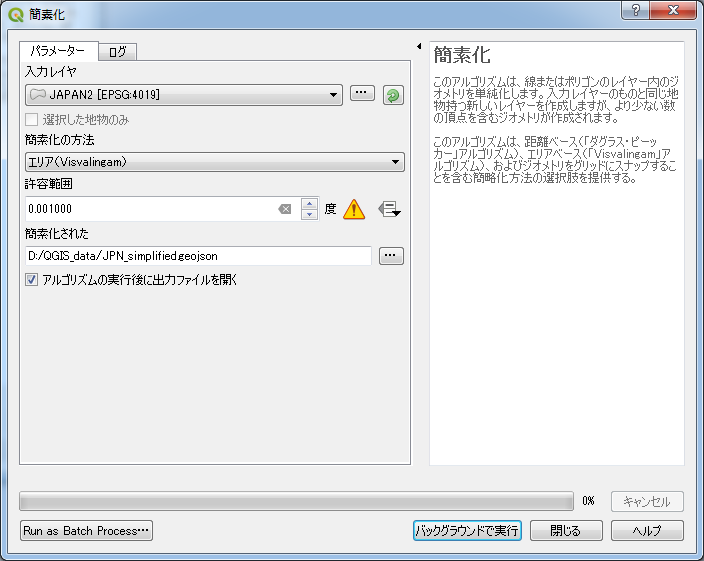 簡素化
パラメーター
ログ
入力レイヤ
JAPAN2 [EPSG:4019]
選択した地物のみ
簡素化の方法
エリア(Visvalingam)
許容範囲
0.001000
度
簡素化された
D:/QGIS_data/JPN_simplified.geojson
アルゴリズムの実行後に出力ファイルを開く
簡素化
このアルゴリズムは、線またはポリゴンのレイヤー内のジ
オメトリを単純化します。入力レイヤーのものと同じ地
物持つ新しいレイヤーを作成しますが、より少ない数
の頂点を含むジオメトリが作成されます。
このアルゴリズムは、距離ベース(「ダグラス・ピーッ
カー」アルゴリズム)、エリアベース(「Visvalingam」ア
ルゴリズム)、およびジオメトリをグリッドにスナップするこ
とを含む簡略化方法の選択肢を提供する。
0%
キャンセル
Run as Batch Process…
バックグラウンドで実行
閉じる
ヘルプ